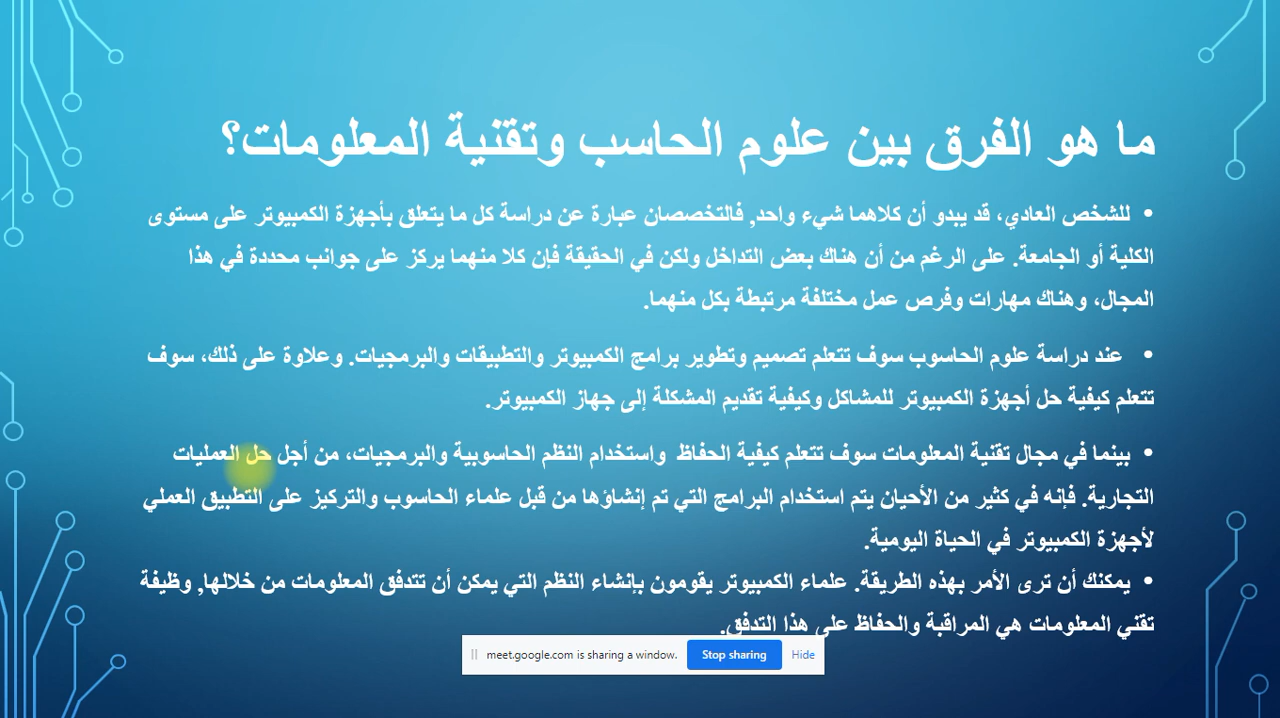 ما هو الفرق بين علوم الحاسب وتقنية المعلومات؟
• للشخص العادي، قد يبدو أن كلاهما شيء واحد, فالتخصصان عبارة عن دراسة كل ما يتعلق بأجهزة الكمبيوتر على مستوى
الكلية أو الجامعة. على الرغم من أن هناك بعض التداخل ولكن في الحقيقة فإن كلا منهما يركز على جوانب محددة في هذا
المجال، وهناك مهارات وفرص عمل مختلفة مرتبطة بكل منهما.
• عند دراسة علوم الحاسوب سوف تتعلم تصميم وتطوير برامج الكمبيوتر والتطبيقات والبرمجيات. وعلاوة على ذلك، سوف
تتعلم كيفية حل أجهزة الكمبيوتر للمشاكل وكيفية تقديم المشكلة إلى جهاز الكمبيوتر.
• بينما في مجال تقنية المعلومات سوف تتعلم كيفية الحفاظ واستخدام النظم الحاسوبية والبرمجيات، من أجل حل العمليات
التجارية. فإنه في كثير من الأحيان يتم استخدام البرامج التي تم إنشاؤها من قبل علماء الحاسوب والتركيز على التطبيق العملي
لأجهزة الكمبيوتر في الحياة اليومية.
• يمكنك أن ترى الأمر بهذه الطريقة. علماء الكمبيوتر يقومون بإنشاء النظم التي يمكن أن تتدفق المعلومات من خلالها, وظيفة
تقني المعلومات هي المراقبة والحفاظ على هذا التدفق.
meet.google.com is sharing a window. Stop sharing Hide